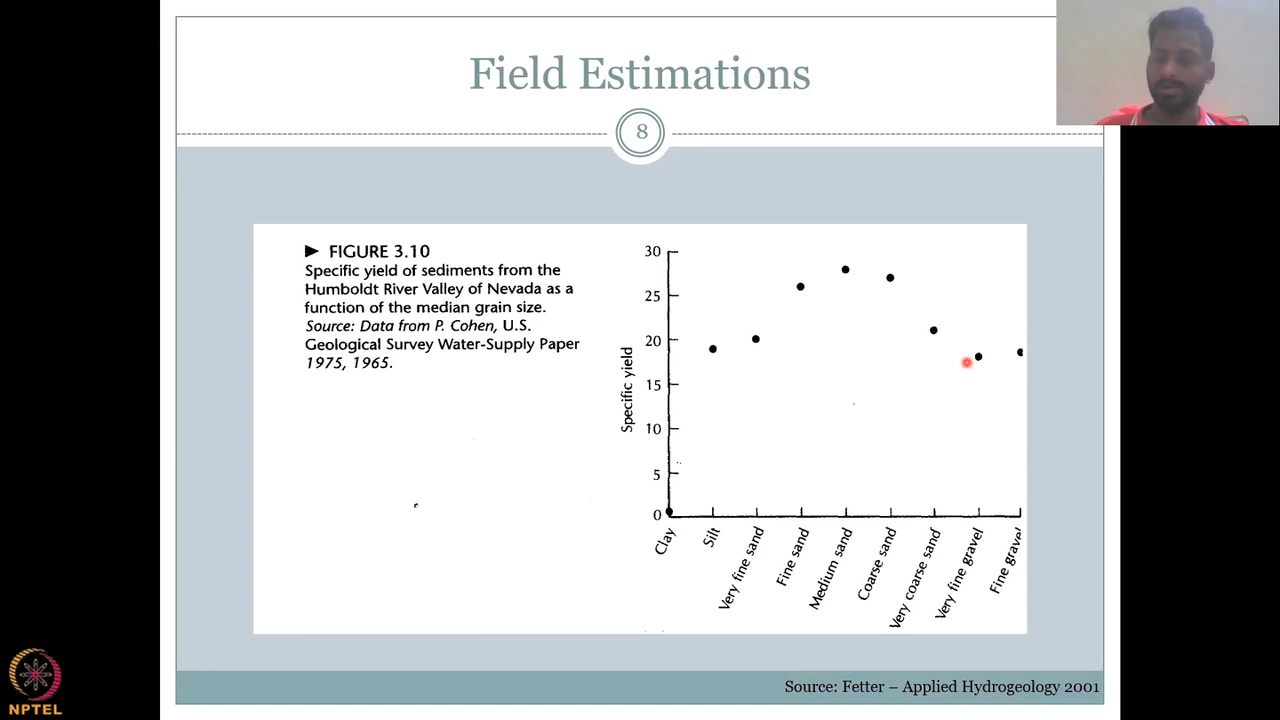 Field Estimations
8
► FIGURE 3.10
Specific yield of sediments from the
Humboldt River Valley of Nevada as a
function of the median grain size.
Source: Data from P. Cohen, U.S.
Geological Survey Water-Supply Paper
1975, 1965.
Specific yield
30
25
20
15
10
5
0
Clay
Silt
Very fine sand
Fine sand
Medium sand
Coarse sand
Very coarse sand
Very fine gravel
Fine gravel
Source: Fetter – Applied Hydrogeology 2001
NPTEL